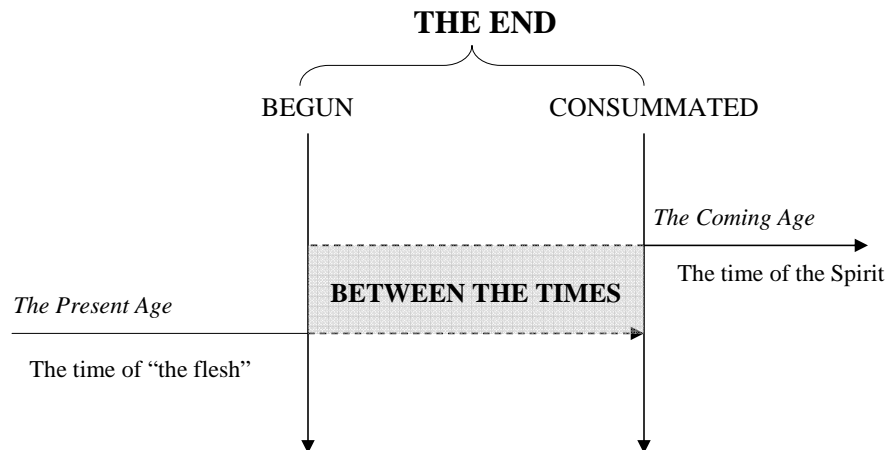 THE END
BEGUN
CONSUMMATED
The Coming Age
The time of the Spirit
BETWEEN THE TIMES
The Present Age
The time of “the flesh”